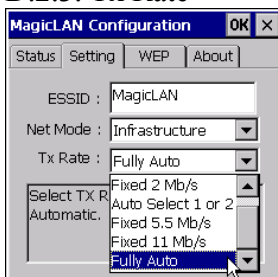 MagicLAN Configuration OK ×
Status Setting WEP About
ESSID : MagicLAN
Net Mode : Infrastructure
Tx Rate : Fully Auto
Select TX R
Automatic.
Fixed 2 Mb/s
Auto Select 1 or 2
Fixed 5.5 Mb/s
Fixed 11 Mb/s
Fully Auto